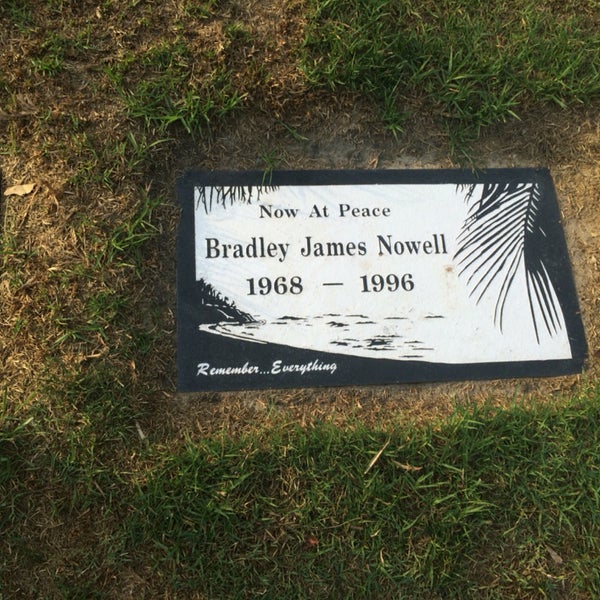 Now At Peace
Bradley James Nowell
1968 — 1996
Remember...Everything